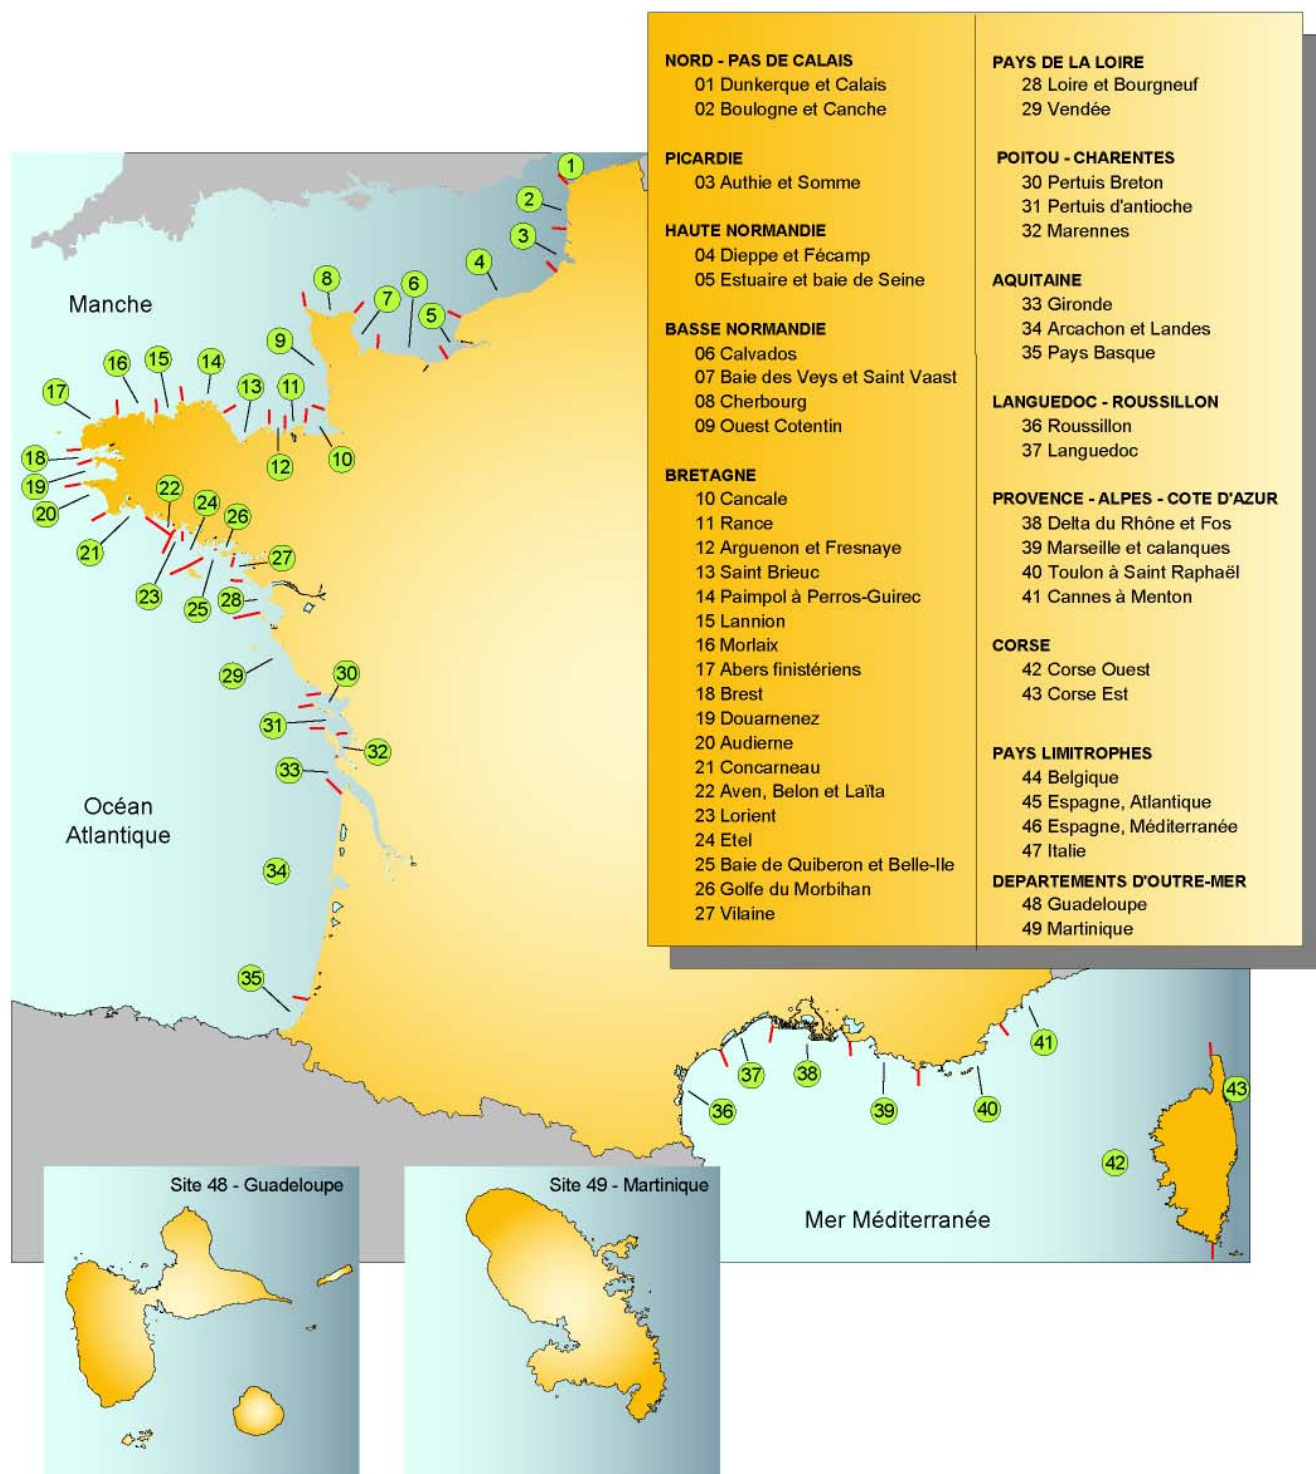 NORD - PAS DE CALAIS
01 Dunkerque et Calais
02 Boulogne et Canche
PICARDIE
03 Authie et Somme
HAUTE NORMANDIE
04 Dieppe et Fécamp
05 Estuaire et baie de Seine
BASSE NORMANDIE
06 Calvados
07 Baie des Veys et Saint Vaast
08 Cherbourg
09 Ouest Cotentin
BRETAGNE
10 Cancale
11 Rance
12 Arguenon et Fresnaye
13 Saint Brieuc
14 Paimpol à Perros-Guirec
15 Lannion
16 Morlaix
17 Abers finistériens
18 Brest
19 Douarnenez
20 Audierne
21 Concarneau
22 Aven, Belon et Laïta
23 Lorient
24 Etel
25 Baie de Quiberon et Belle-Ile
26 Golfe du Morbihan
27 Vilaine
PAYS DE LA LOIRE
28 Loire et Bourgneuf
29 Vendée
POITOU - CHARENTES
30 Pertuis Breton
31 Pertuis d'antioche
32 Marennes
AQUITAINE
33 Gironde
34 Arcachon et Landes
35 Pays Basque
LANGUEDOC - ROUSSILLON
36 Roussillon
37 Languedoc
PROVENCE - ALPES - COTE D'AZUR
38 Delta du Rhône et Fos
39 Marseille et calanques
40 Toulon à Saint Raphaël
41 Cannes à Menton
CORSE
42 Corse Ouest
43 Corse Est
PAYS LIMITROPHES
44 Belgique
45 Espagne, Atlantique
46 Espagne, Méditerranée
47 Italie
DEPARTEMENTS D'OUTRE-MER
48 Guadeloupe
49 Martinique
1
2
3
4
5
6
7
8
9
10
11
12
13
14
15
16
17
18
19
20
21
22
23
24
25
26
27
28
29
30
31
32
33
34
35
36
37
38
39
40
41
42
43
Manche
Océan
Atlantique
Mer Méditerranée
Site 48 - Guadeloupe
Site 49 - Martinique